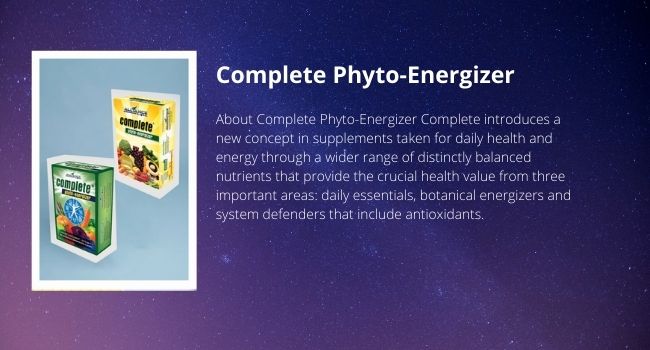 Complete Phyto-Energizer
About Complete Phyto-Energizer Complete introduces a
new concept in supplements taken for daily health and
energy through a wider range of distinctly balanced
nutrients that provide the crucial health value from three
important areas: daily essentials, botanical energizers and
system defenders that include antioxidants.
complete
complete